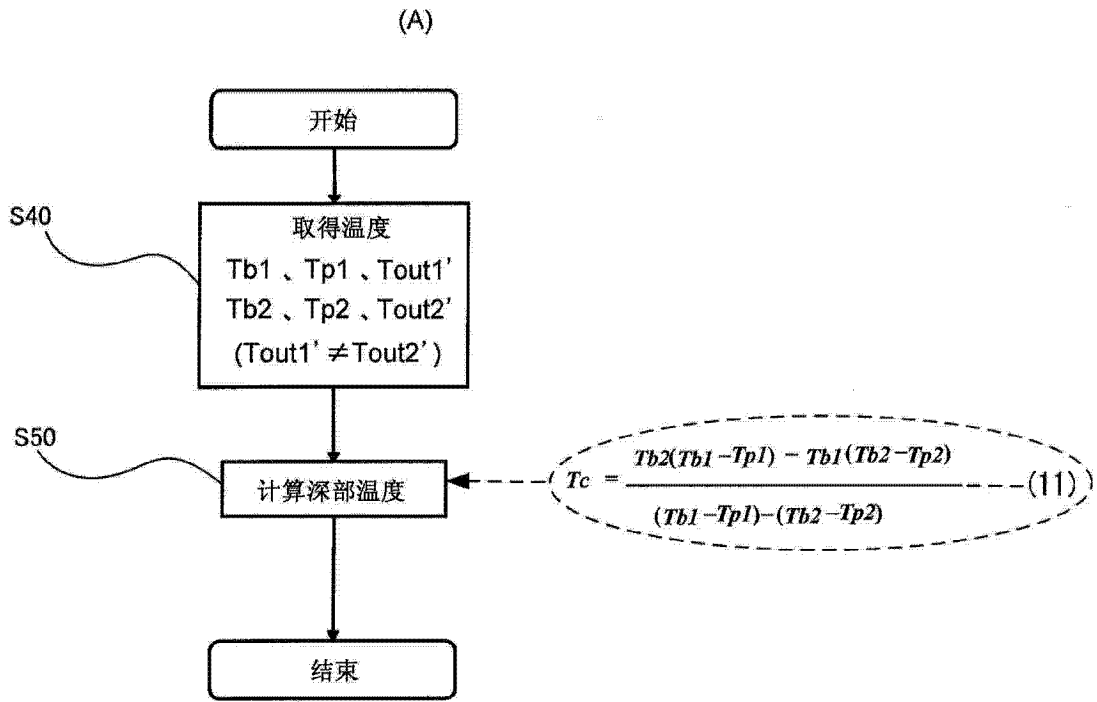 (A)
开始
S40
取得温度
Tb1、Tp1、Tout1'
Tb2、Tp2、Tout2'
(Tout1'≠Tout2')
S50
计算深部温度
Tc = \frac{Tb2(Tb1-Tp1) - Tb1(Tb2-Tp2)}{(Tb1-Tp1)-(Tb2-Tp2)} ---(11)
结束